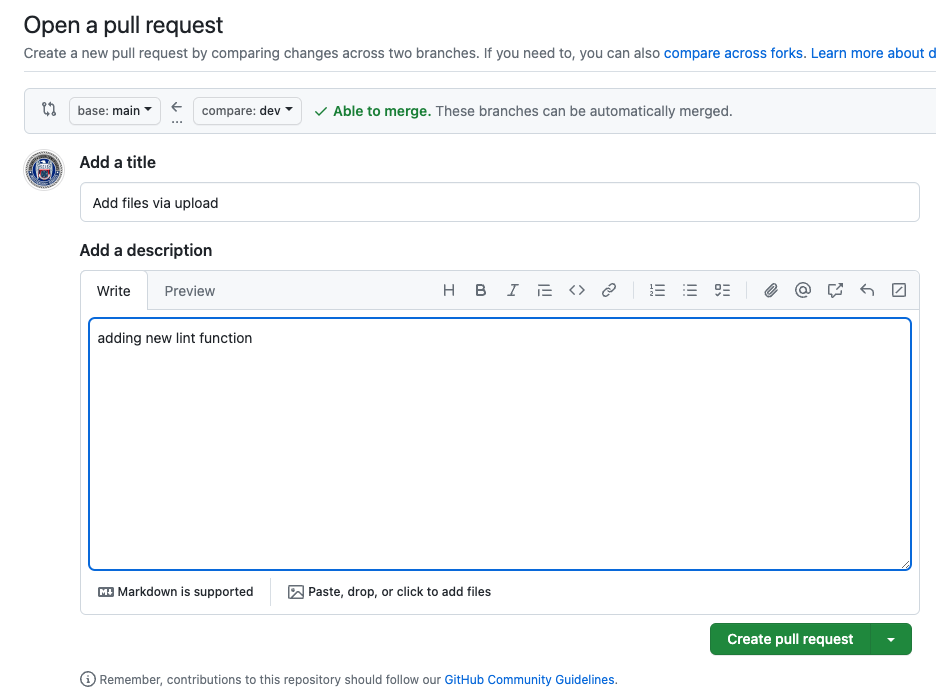 Open a pull request
Create a new pull request by comparing changes across two branches. If you need to, you can also compare across forks. Learn more about d
base: main ... compare: dev Able to merge. These branches can be automatically merged.
Add a title
Add files via upload
Add a description
Write Preview
adding new lint function
Markdown is supported Paste, drop, or click to add files
Create pull request
Remember, contributions to this repository should follow our GitHub Community Guidelines.